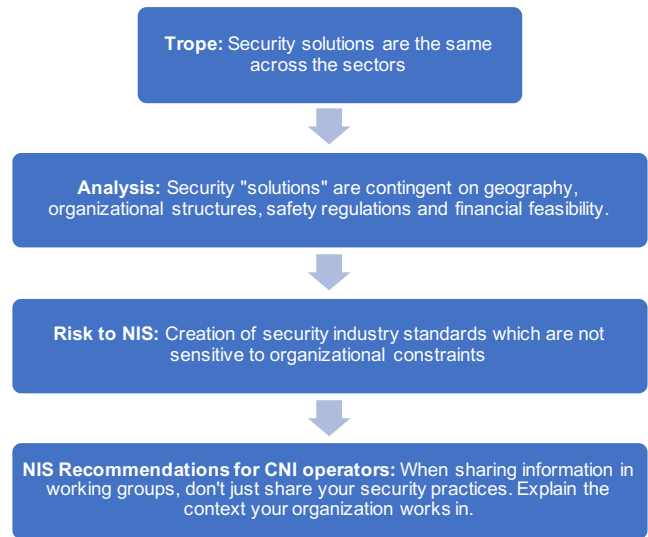 Trope: Security solutions are the same
across the sectors
Analysis: Security "solutions" are contingent on geography,
organizational structures, safety regulations and financial feasibility.
Risk to NIS: Creation of security industry standards which are not
sensitive to organizational constraints
NIS Recommendations for CNI operators: When sharing information in
working groups, don't just share your security practices. Explain the
context your organization works in.